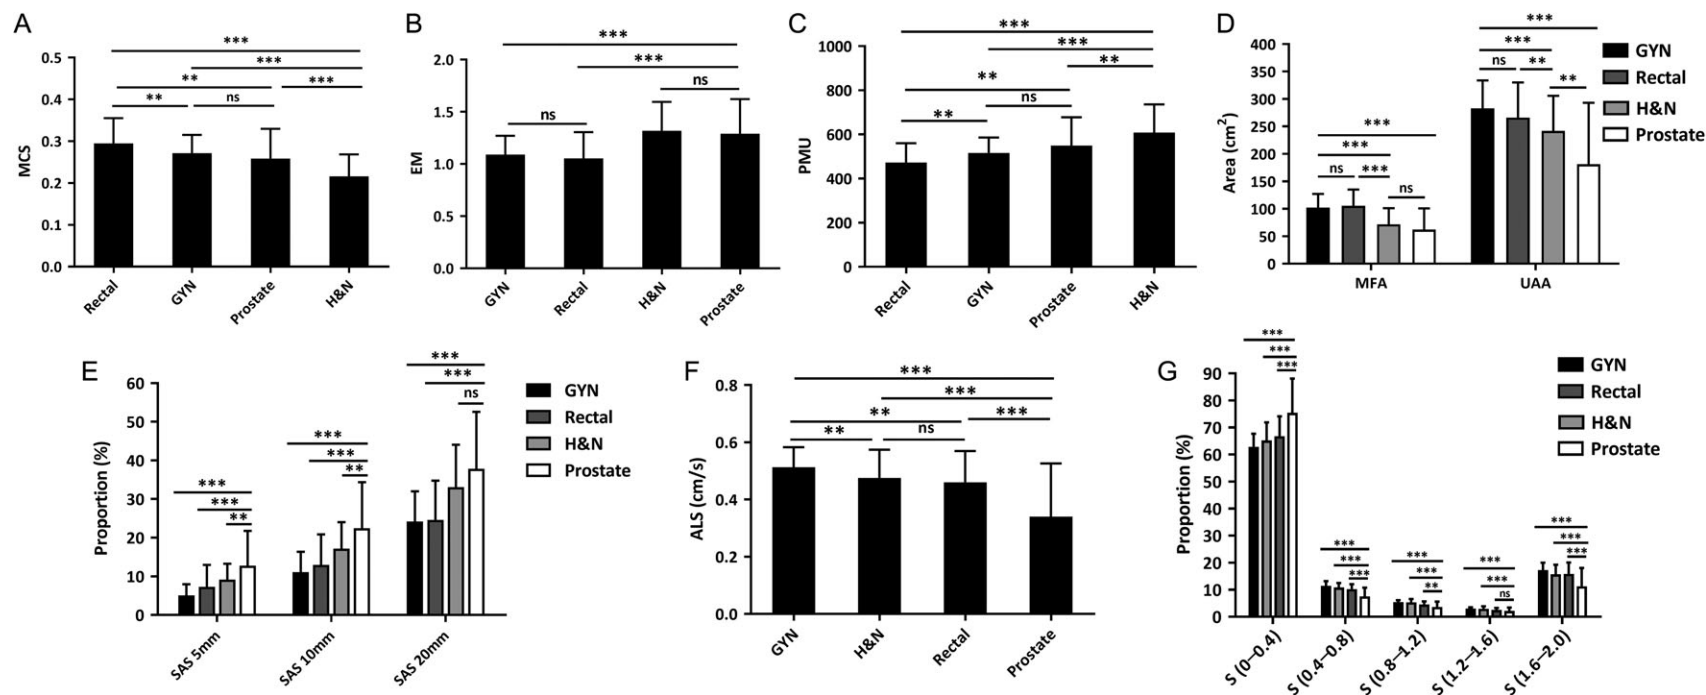 A
MCS
0.5
0.4
0.3
0.2
0.1
0.0
***
***
** ***
** ns
Rectal GYN Prostate H&N
B
EM
2.0
1.5
1.0
0.5
0.0
***
***
ns
ns
GYN Rectal H&N Prostate
C
PMU
1000
800
600
400
200
0
***
***
** **
ns
**
Rectal GYN Prostate H&N
D
Area (cm²)
400
350
300
250
200
150
100
50
0
***
***
ns **
**
***
***
ns ***
ns
MFA UAA
GYN
Rectal
H&N
Prostate
E
Proportion (%)
60
50
40
30
20
10
0
***
***
**
***
***
**
***
***
ns
SAS 5mm SAS 10mm SAS 20mm
GYN
Rectal
H&N
Prostate
F
ALS (cm/s)
0.8
0.6
0.4
0.2
0.0
***
***
** ***
** ns
GYN H&N Rectal Prostate
G
Proportion (%)
90
80
70
60
50
40
30
20
10
0
***
***
***
***
***
***
***
***
**
***
***
ns
***
***
***
S (0–0.4) S (0.4–0.8) S (0.8–1.2) S (1.2–1.6) S (1.6–2.0)
GYN
Rectal
H&N
Prostate